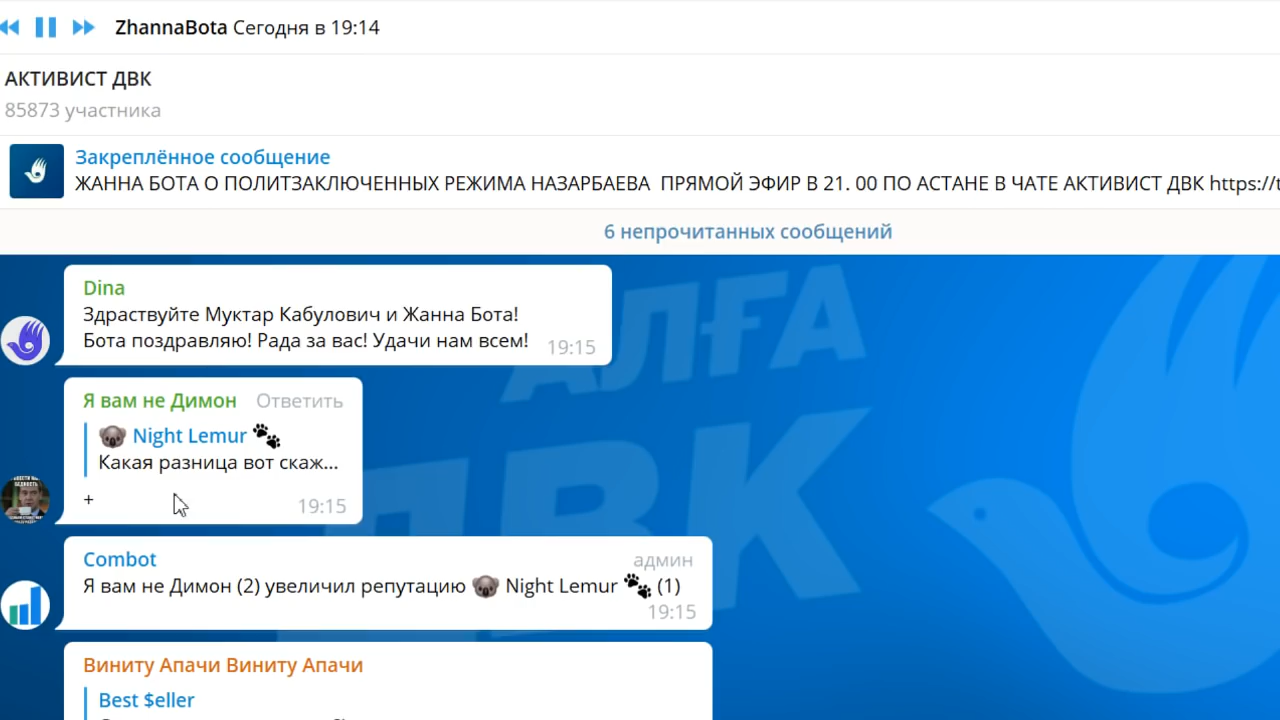 ZhannaBota Сегодня в 19:14
АКТИВИСТ ДВК
85873 участника
Закреплённое сообщение
ЖАННА БОТА О ПОЛИТЗАКЛЮЧЕННЫХ РЕЖИМА НАЗАРБАЕВА ПРЯМОЙ ЭФИР В 21. 00 ПО АСТАНЕ В ЧАТЕ АКТИВИСТ ДВК https://t
6 непрочитанных сообщений
АЛҒА
ДВК
Dina
Здраствуйте Муктар Кабулович и Жанна Бота!
Бота поздравляю! Рада за вас! Удачи нам всем!
19:15
Я вам не Димон Ответить
🐨 Night Lemur 🐾
Какая разница вот скаж...
+
19:15
Combot админ
Я вам не Димон (2) увеличил репутацию 🐨 Night Lemur 🐾 (1)
19:15
Виниту Апачи Виниту Апачи
Best $eller